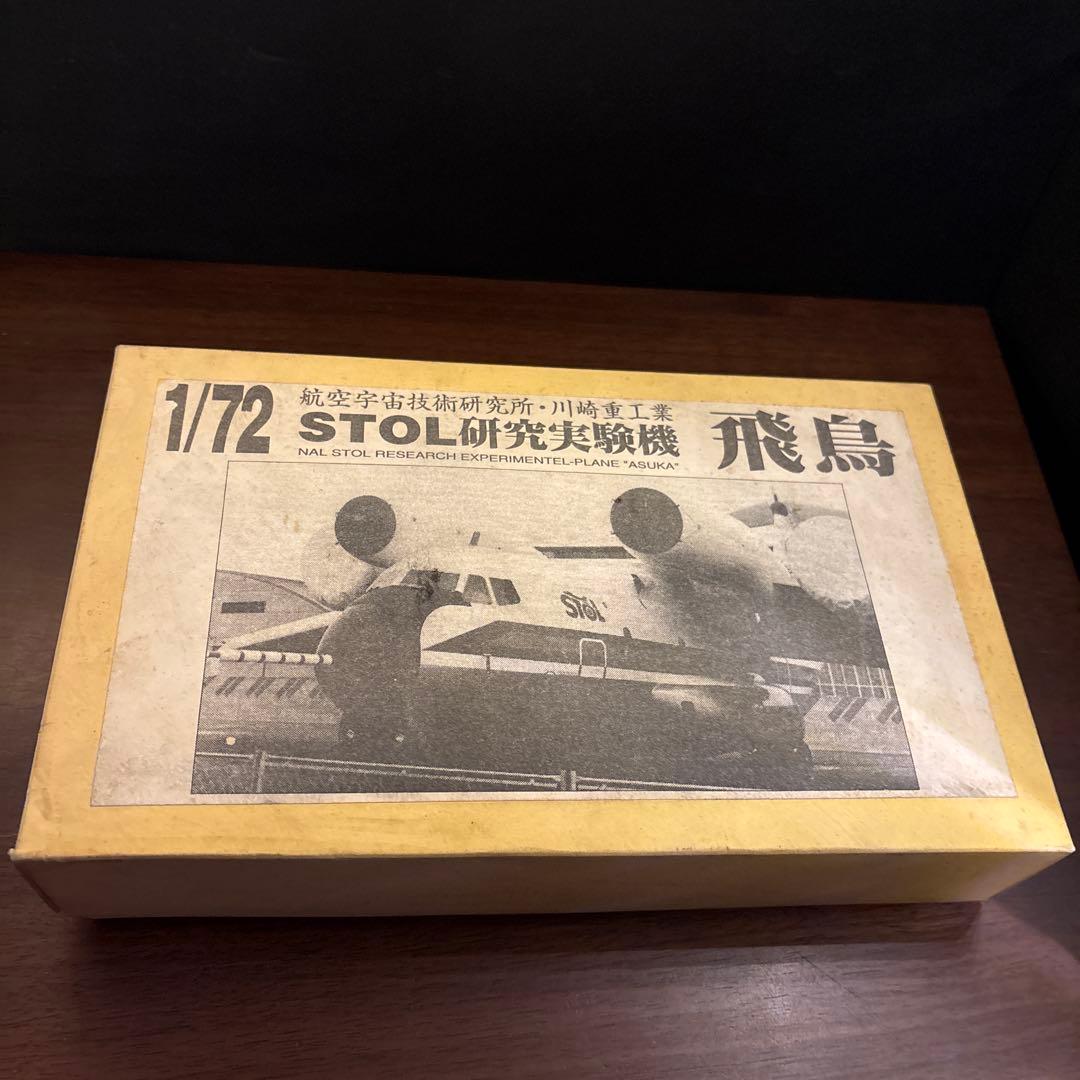 1/72
航空宇宙技術研究所・川崎重工業
STOL研究実験機
飛鳥
NAL STOL RESEARCH EXPERIMENTEL-PLANE "ASUKA"
STOL